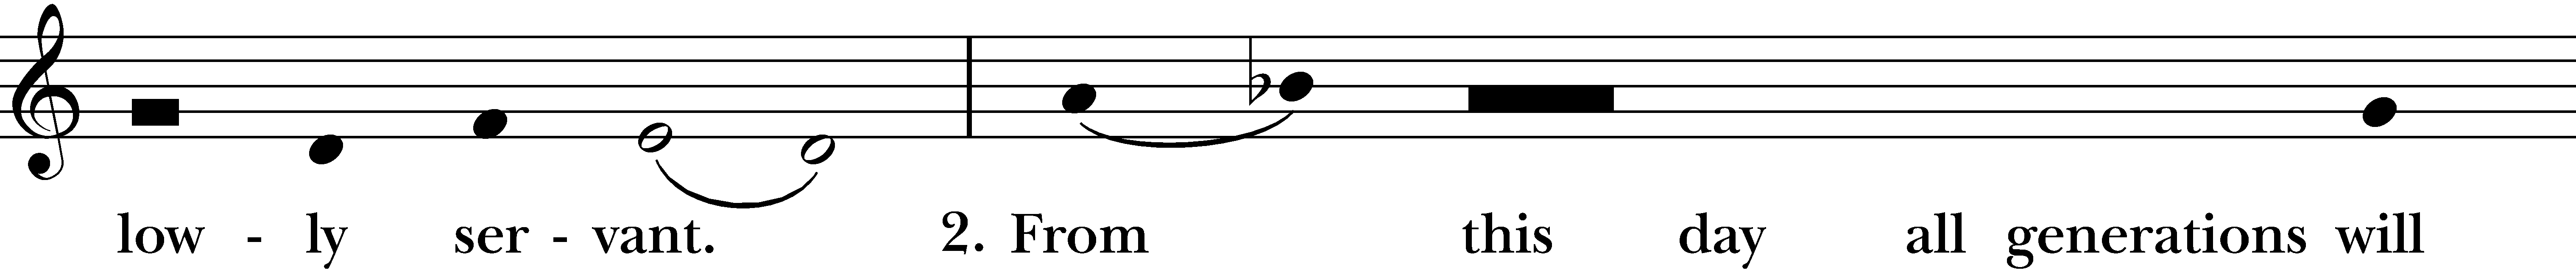 low - ly ser - vant. 2. From this day all generations will